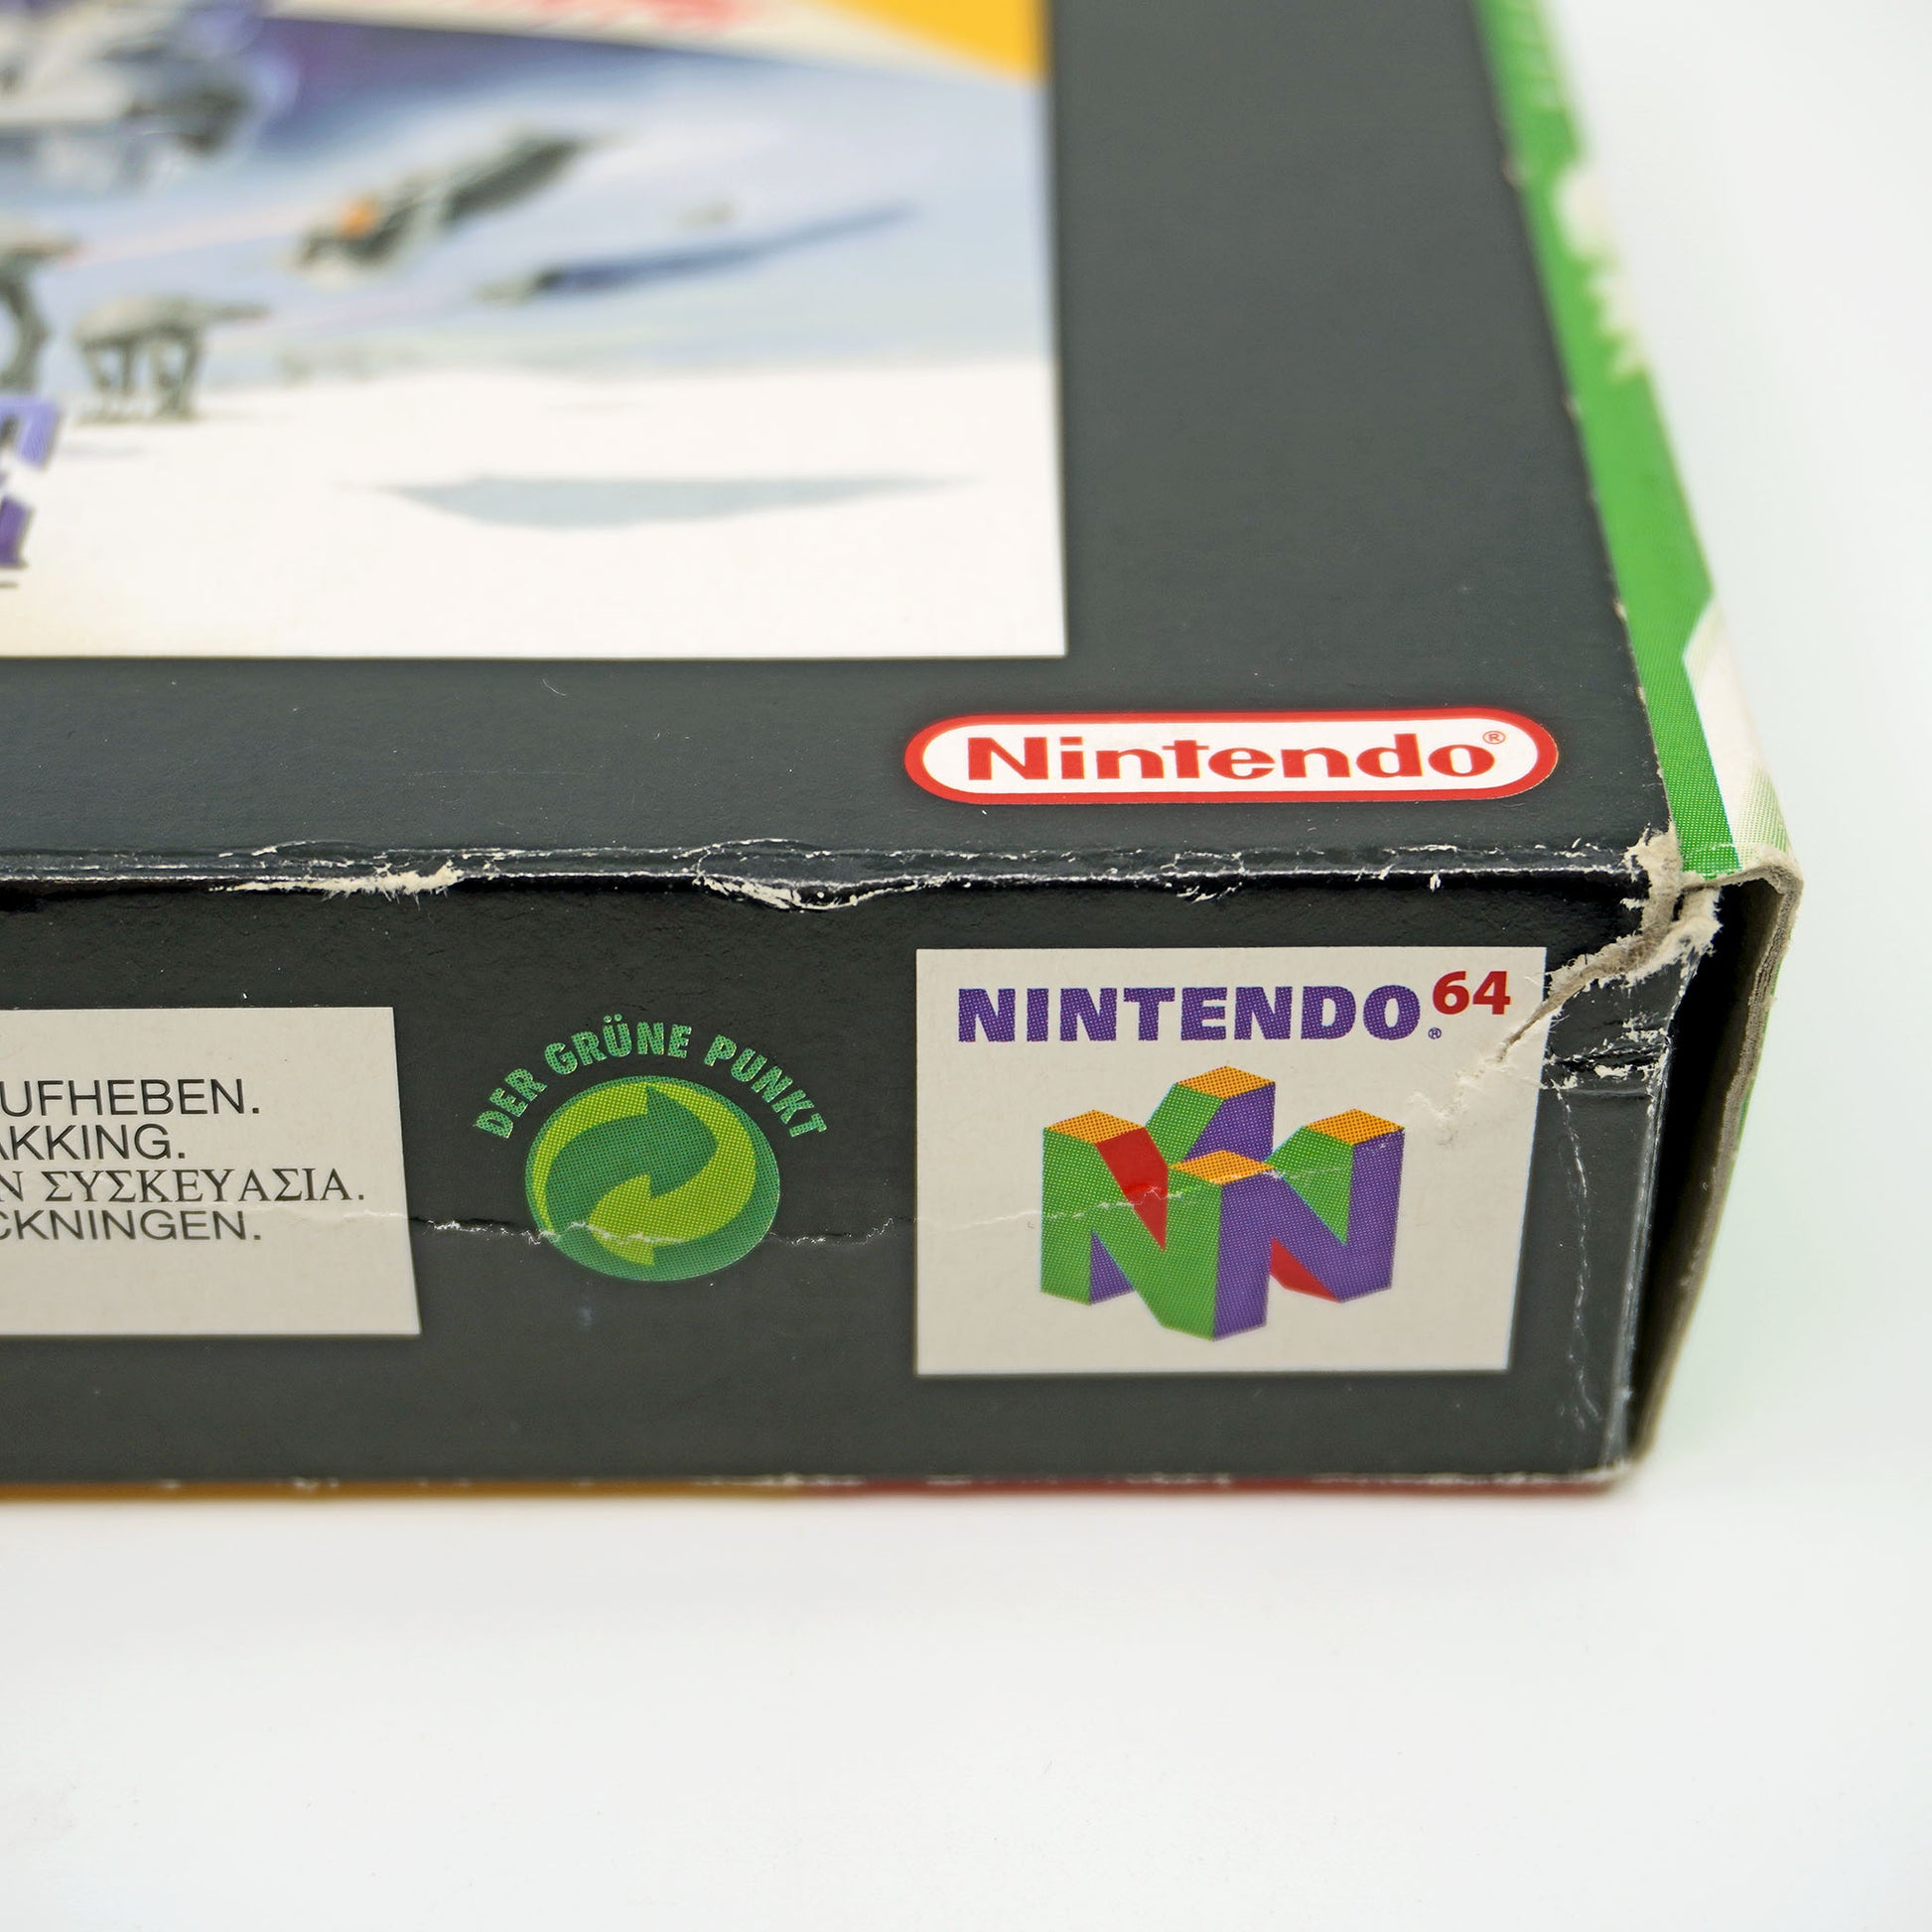 Nintendo®
UFHEBEN.
AKKING.
Ν ΣΥΣΚΕΥΑΣΙΑ.
CKNINGEN.
DER GRÜNE PUNKT
NINTENDO®64